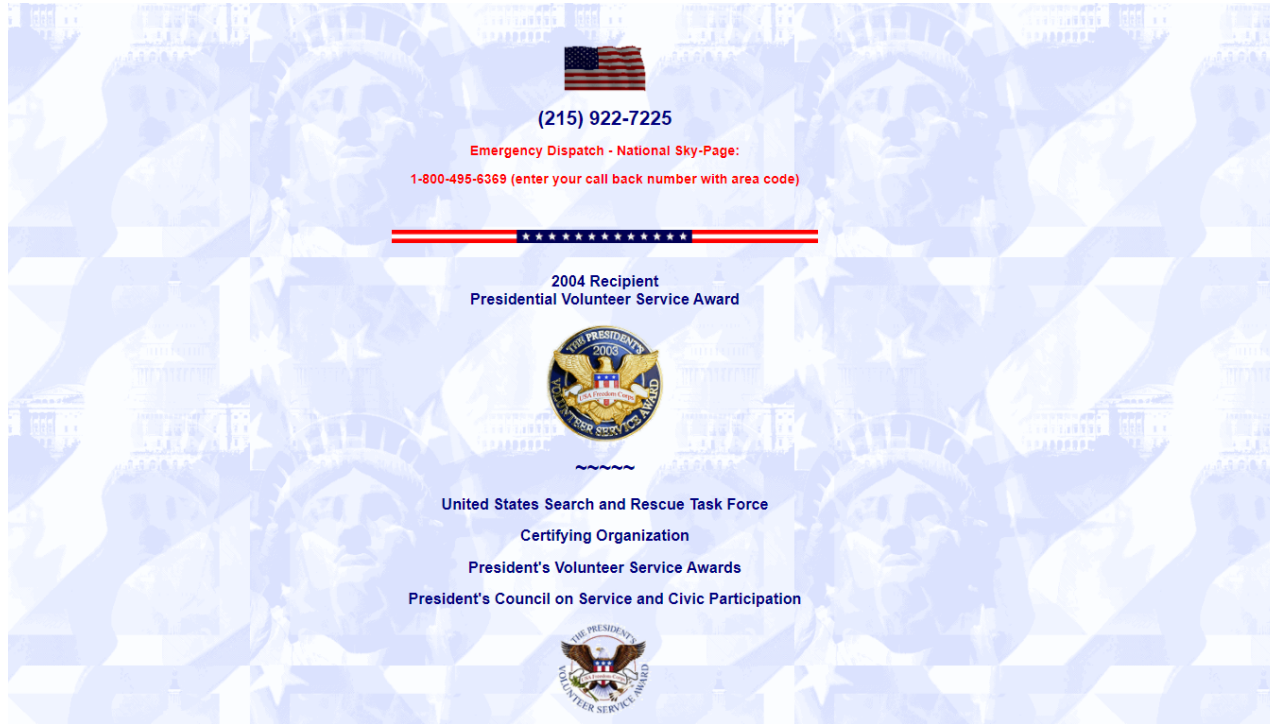 (215) 922-7225
Emergency Dispatch - National Sky-Page:
1-800-495-6369 (enter your call back number with area code)
2004 Recipient
Presidential Volunteer Service Award
THE PRESIDENT'S
2003
USA Freedom Corps
VOLUNTEER SERVICE AWARD
~~~~~
United States Search and Rescue Task Force
Certifying Organization
President's Volunteer Service Awards
President's Council on Service and Civic Participation
THE PRESIDENT'S
USA Freedom Corps
VOLUNTEER SERVICE AWARD